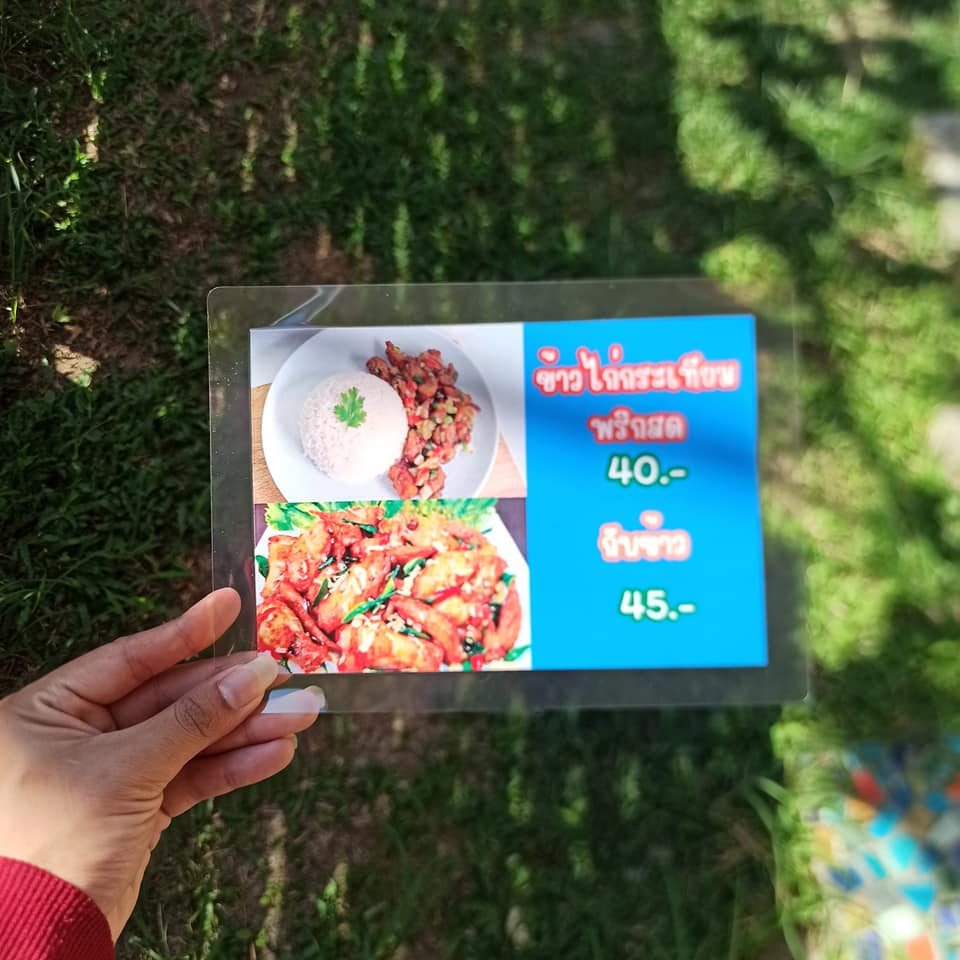 ข้าวไก่กระเทียม
พริกสด
40.-
กับข้าว
45.-